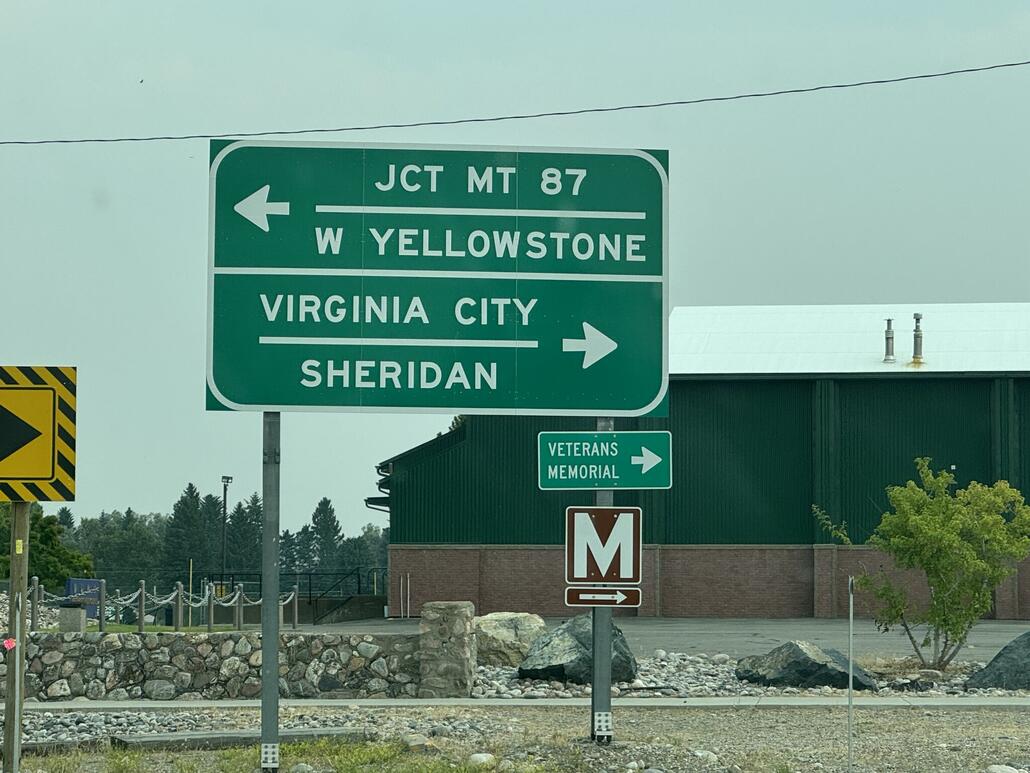 JCT MT 87
W YELLOWSTONE
VIRGINIA CITY
SHERIDAN
VETERANS
MEMORIAL
M